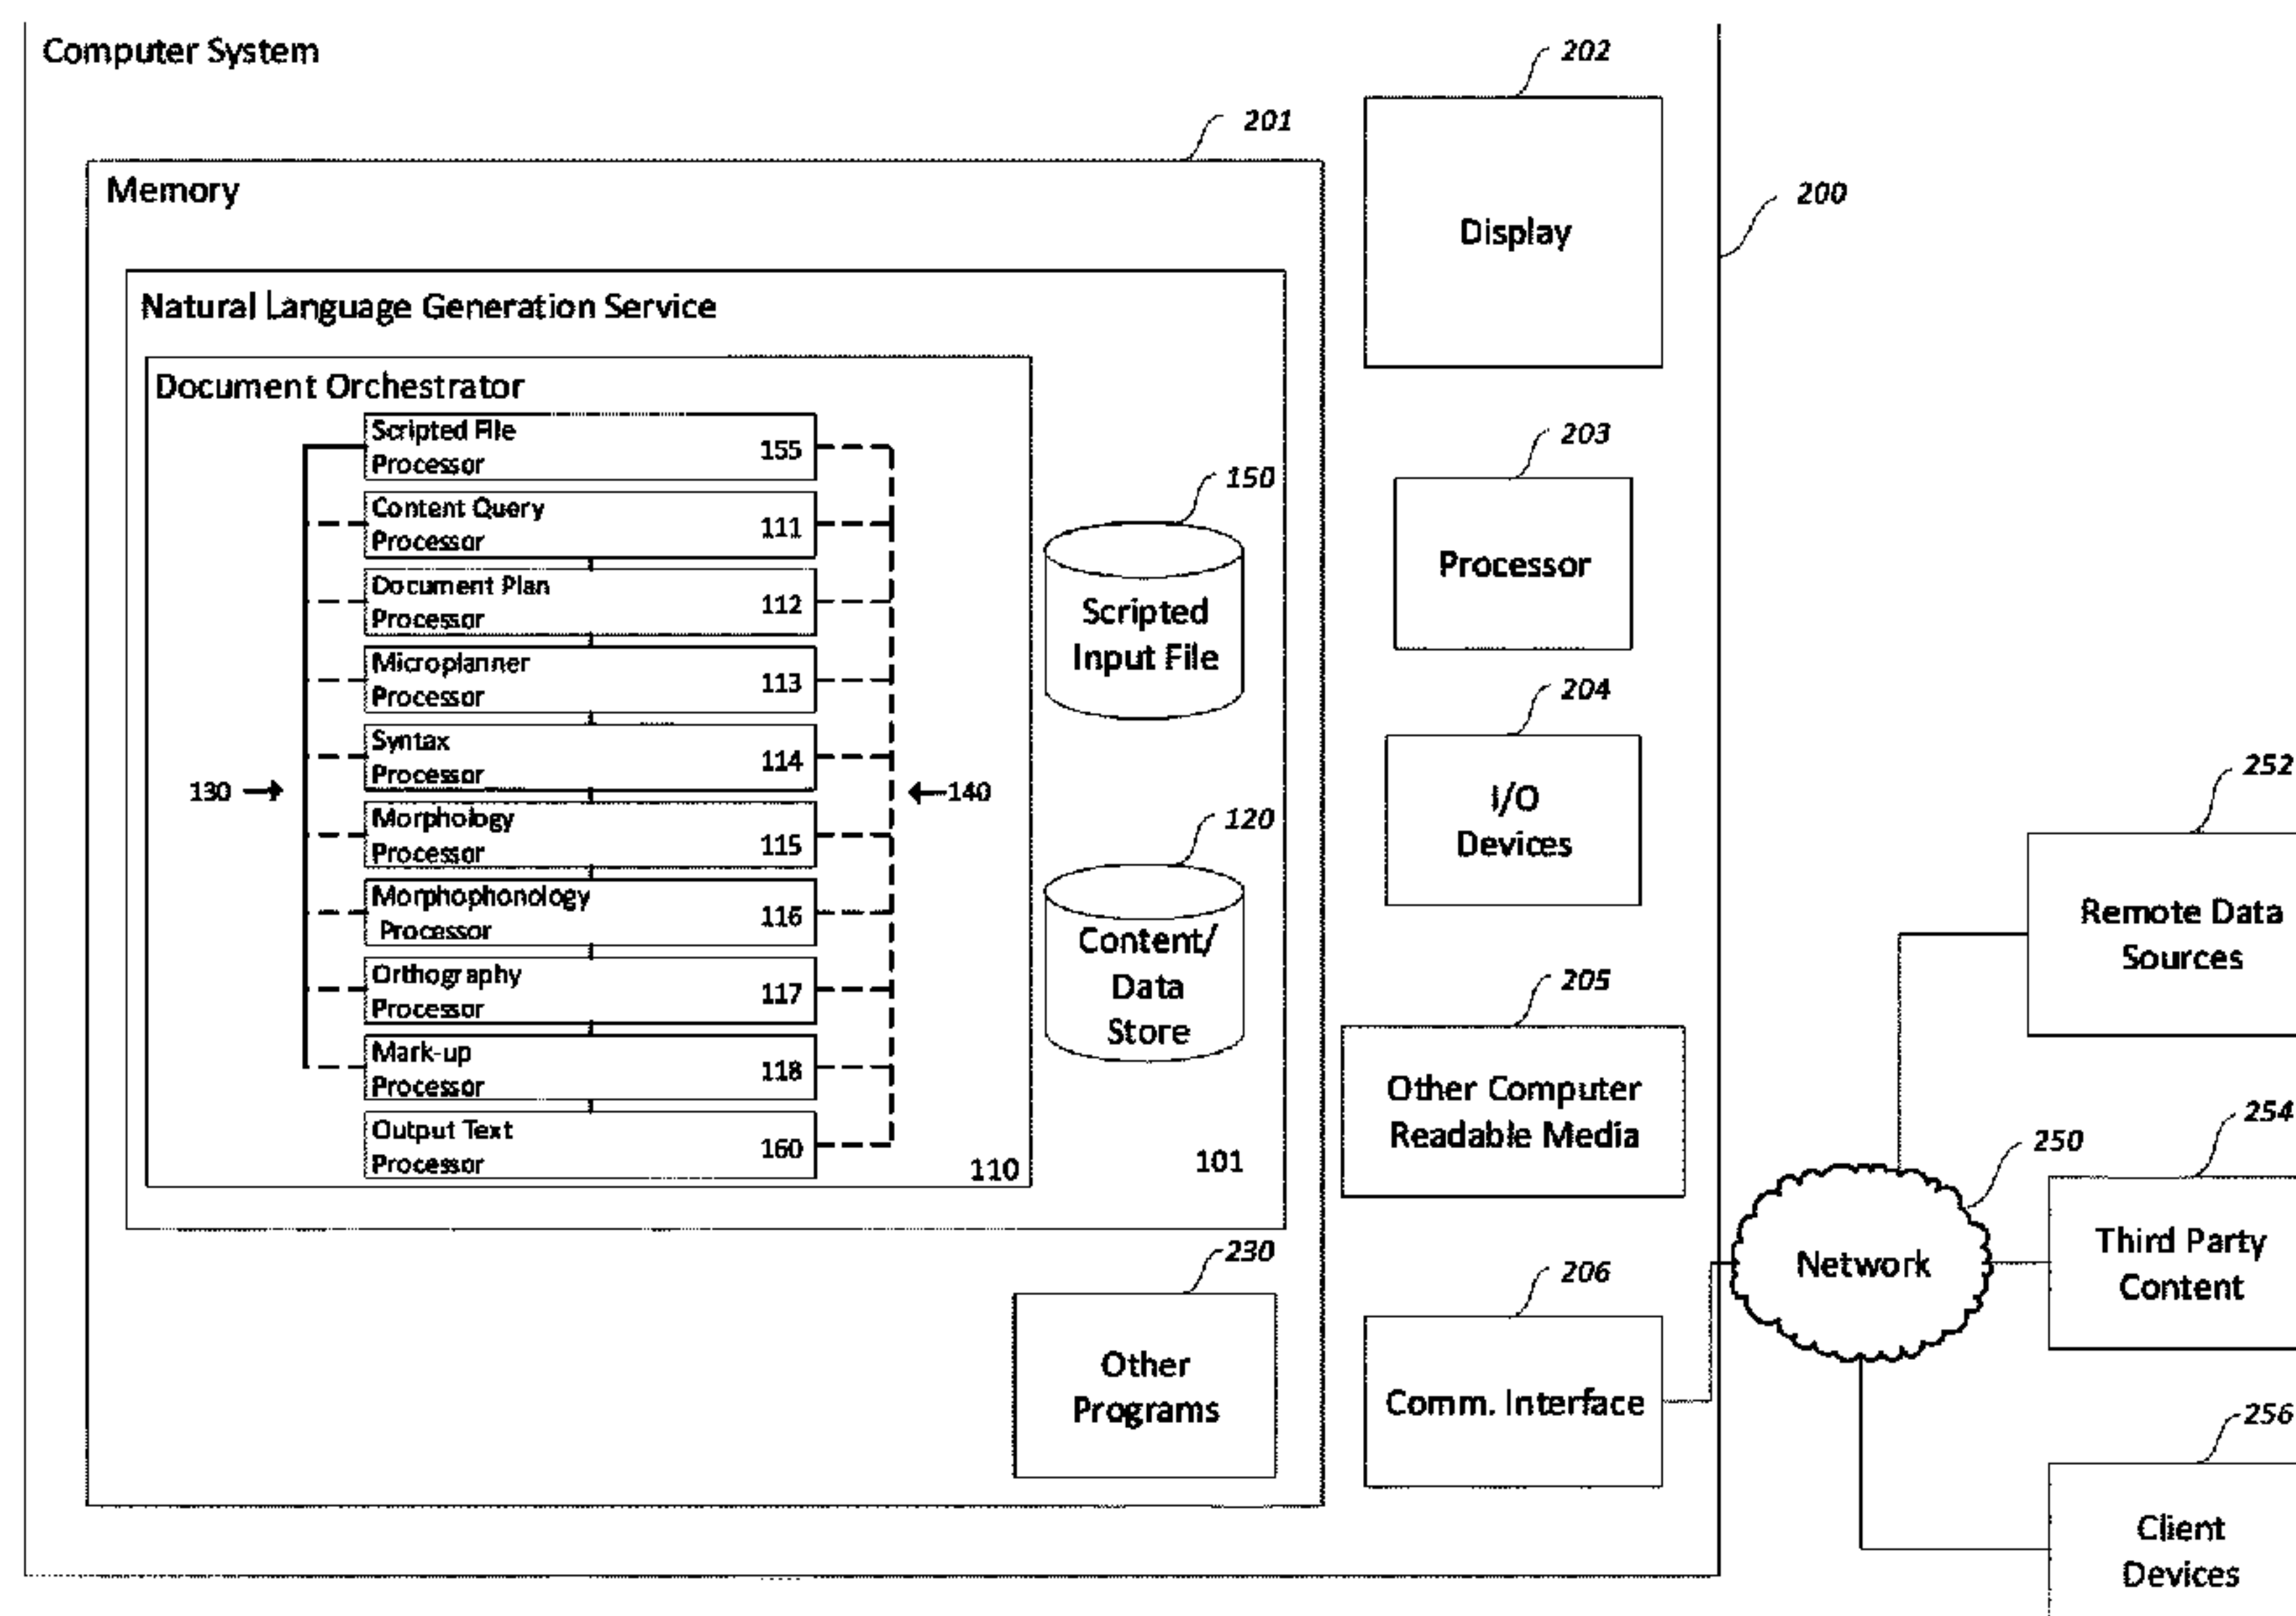 Computer System
202
201
Memory
Display
200
Natural Language Generation Service
Document Orchestrator
Scripted File
Processor
155
Content Query
Processor
111
Document Plan
Processor
112
Microplanner
Processor
113
Syntax
Processor
114
Morphology
Processor
115
Morphophonology
Processor
116
Orthography
Processor
117
Mark-up
Processor
118
Output Text
Processor
160
130
140
110
150
Scripted
Input File
120
Content/
Data
Store
101
230
Other
Programs
203
Processor
204
I/O
Devices
205
Other Computer
Readable Media
206
Comm. Interface
250
Network
252
Remote Data
Sources
254
Third Party
Content
256
Client
Devices